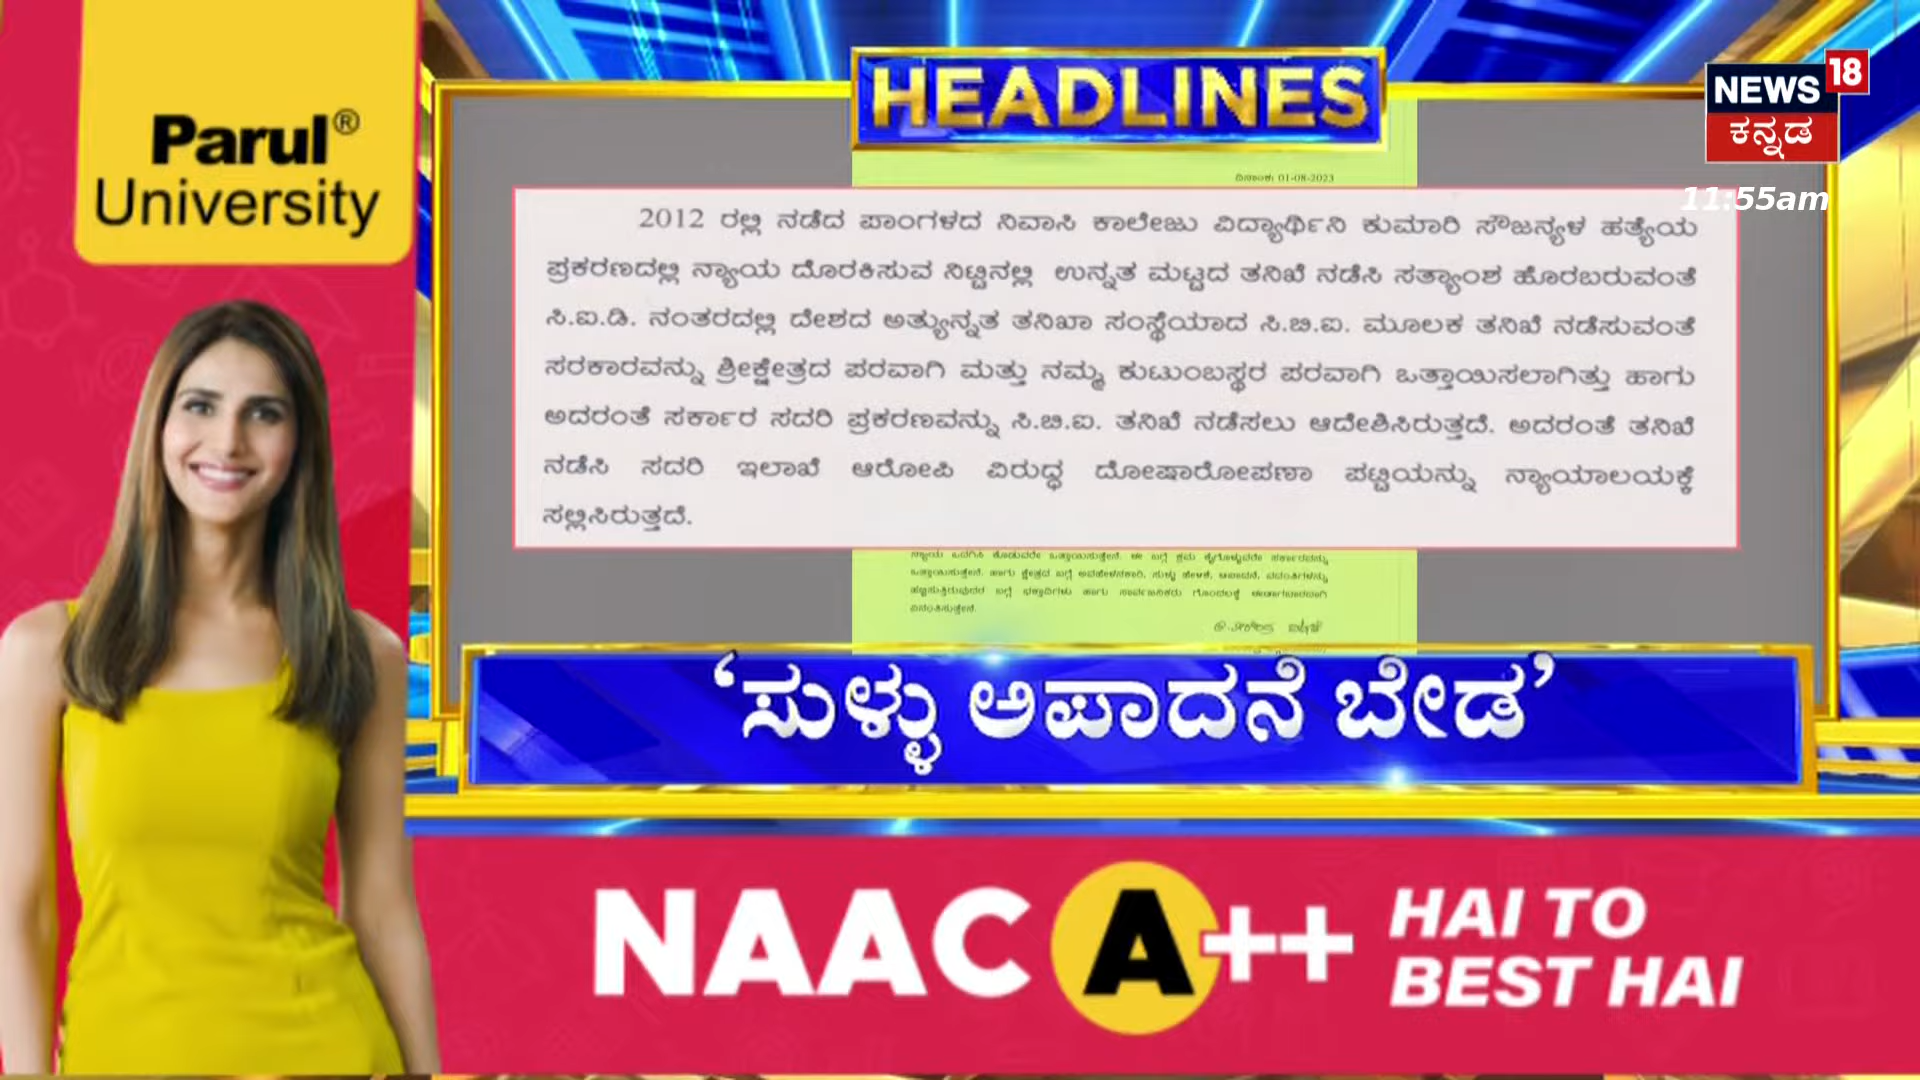 Parul®
University
HEADLINES
NEWS 18
ಕನ್ನಡ
11:55am
ದಿನಾಂಕ: 01-08-2023
2012 ರಲ್ಲಿ ನಡೆದ ಪಾಂಗಳದ ನಿವಾಸಿ ಕಾಲೇಜು ವಿದ್ಯಾರ್ಥಿನಿ ಕುಮಾರಿ ಸೌಜನ್ಯಳ ಹತ್ಯೆಯ
ಪ್ರಕರಣದಲ್ಲಿ ನ್ಯಾಯ ದೊರಕಿಸುವ ನಿಟ್ಟಿನಲ್ಲಿ ಉನ್ನತ ಮಟ್ಟದ ತನಿಖೆ ನಡೆಸಿ ಸತ್ಯಾಂಶ ಹೊರಬರುವಂತೆ
ಸಿ.ಐ.ಡಿ. ನಂತರದಲ್ಲಿ ದೇಶದ ಅತ್ಯುನ್ನತ ತನಿಖಾ ಸಂಸ್ಥೆಯಾದ ಸಿ.ಬಿ.ಐ. ಮೂಲಕ ತನಿಖೆ ನಡೆಸುವಂತೆ
ಸರಕಾರವನ್ನು ಶ್ರೀಕ್ಷೇತ್ರದ ಪರವಾಗಿ ಮತ್ತು ನಮ್ಮ ಕುಟುಂಬಸ್ಥರ ಪರವಾಗಿ ಒತ್ತಾಯಿಸಲಾಗಿತ್ತು ಹಾಗು
ಅದರಂತೆ ಸರ್ಕಾರ ಸದರಿ ಪ್ರಕರಣವನ್ನು ಸಿ.ಬಿ.ಐ. ತನಿಖೆ ನಡೆಸಲು ಆದೇಶಿಸಿರುತ್ತದೆ. ಅದರಂತೆ ತನಿಖೆ
ನಡೆಸಿ ಸದರಿ ಇಲಾಖೆ ಆರೋಪಿ ವಿರುದ್ಧ ದೋಷಾರೋಪಣಾ ಪಟ್ಟಿಯನ್ನು ನ್ಯಾಯಾಲಯಕ್ಕೆ
ಸಲ್ಲಿಸಿರುತ್ತದೆ.
‘ಸುಳ್ಳು ಅಪಾದನೆ ಬೇಡ’
NAAC A++
HAI TO
BEST HAI